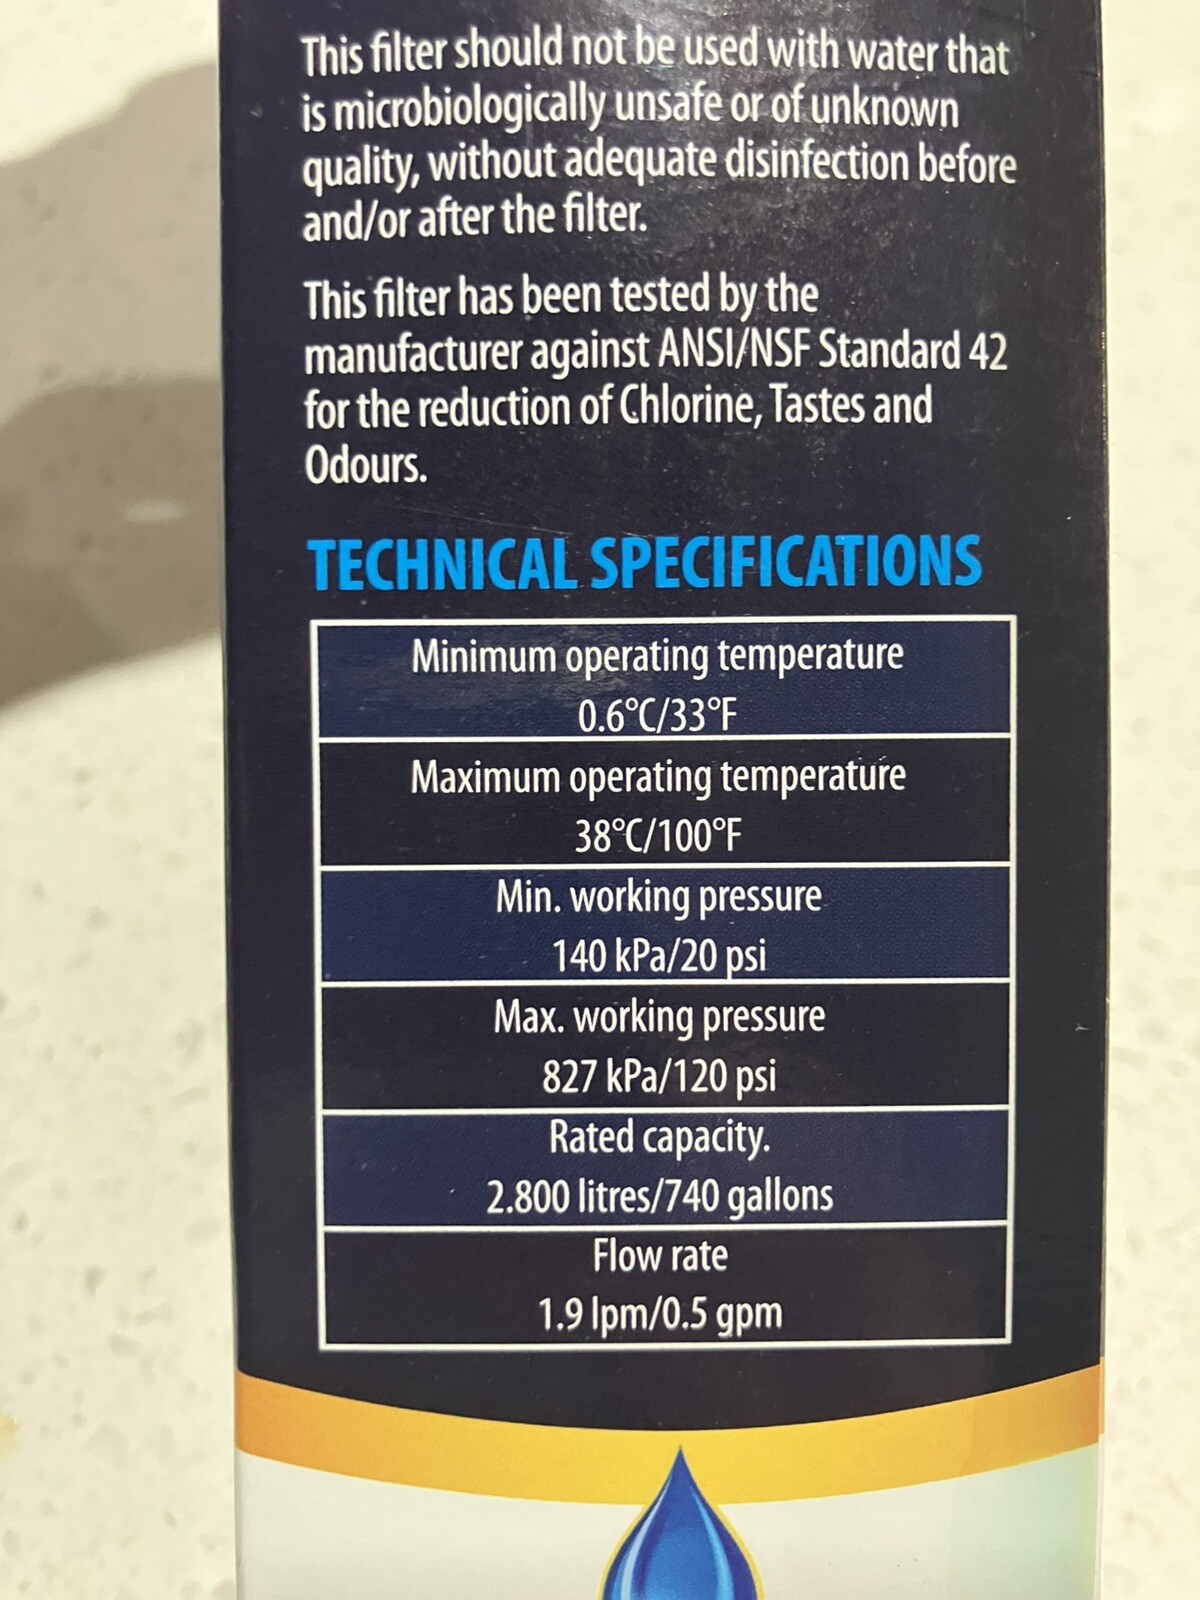 This filter should not be used with water that
is microbiologically unsafe or of unknown
quality, without adequate disinfection before
and/or after the filter.
This filter has been tested by the
manufacturer against ANSI/NSF Standard 42
for the reduction of Chlorine, Tastes and
Odours.
TECHNICAL SPECIFICATIONS
Minimum operating temperature
0.6°C/33°F
Maximum operating temperature
38°C/100°F
Min. working pressure
140 kPa/20 psi
Max. working pressure
827 kPa/120 psi
Rated capacity.
2.800 litres/740 gallons
Flow rate
1.9 lpm/0.5 gpm